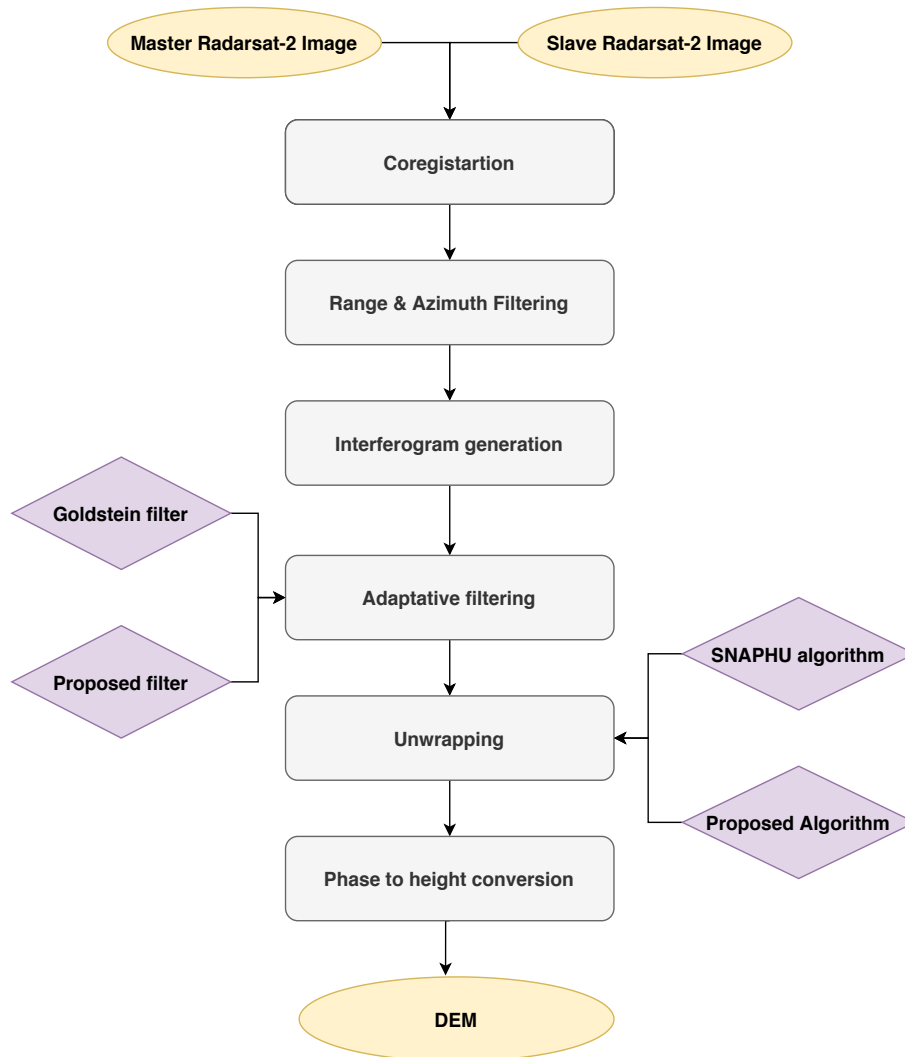 Master Radarsat-2 Image
Slave Radarsat-2 Image
Coregistartion
Range & Azimuth Filtering
Interferogram generation
Goldstein filter
Adaptative filtering
Proposed filter
SNAPHU algorithm
Unwrapping
Proposed Algorithm
Phase to height conversion
DEM